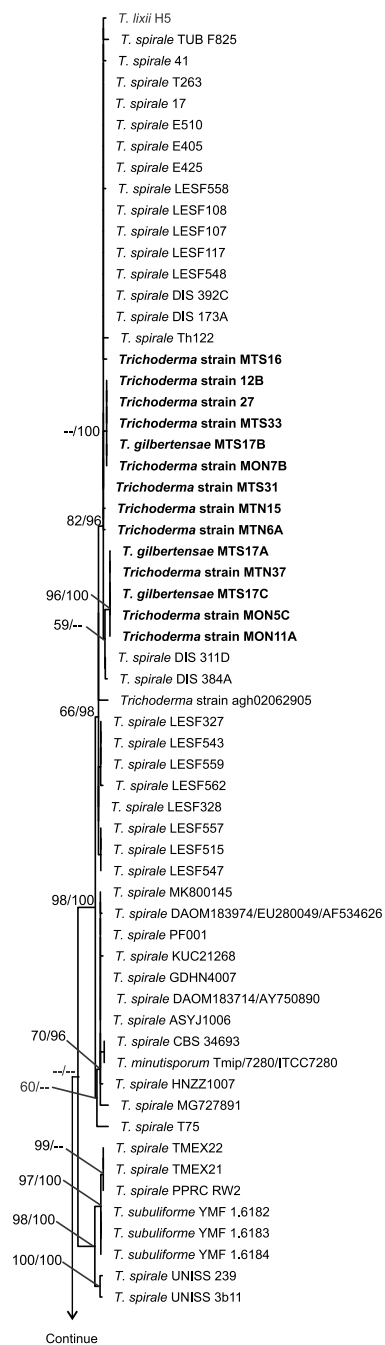 T. lixii H5
T. spirale TUB F825
T. spirale 41
T. spirale T263
T. spirale 17
T. spirale E510
T. spirale E405
T. spirale E425
T. spirale LESF558
T. spirale LESF108
T. spirale LESF107
T. spirale LESF117
T. spirale LESF548
T. spirale DIS 392C
T. spirale DIS 173A
T. spirale Th122
Trichoderma strain MTS16
Trichoderma strain 12B
Trichoderma strain 27
Trichoderma strain MTS33
--/100
T. gilbertensae MTS17B
Trichoderma strain MON7B
Trichoderma strain MTS31
Trichoderma strain MTN15
82/96
Trichoderma strain MTN6A
T. gilbertensae MTS17A
Trichoderma strain MTN37
96/100
T. gilbertensae MTS17C
Trichoderma strain MON5C
59/--
Trichoderma strain MON11A
T. spirale DIS 311D
T. spirale DIS 384A
Trichoderma strain agh02062905
66/98
T. spirale LESF327
T. spirale LESF543
T. spirale LESF559
T. spirale LESF562
T. spirale LESF328
T. spirale LESF557
T. spirale LESF515
T. spirale LESF547
98/100
T. spirale MK800145
T. spirale DAOM183974/EU280049/AF534626
T. spirale PF001
T. spirale KUC21268
T. spirale GDHN4007
T. spirale DAOM183714/AY750890
T. spirale ASYJ1006
70/96
T. spirale CBS 34693
T. minutisporum Tmip/7280/ITCC7280
--/--
T. spirale HNZZ1007
60/--
T. spirale MG727891
T. spirale T75
99/--
T. spirale TMEX22
T. spirale TMEX21
97/100
T. spirale PPRC RW2
T. subuliforme YMF 1.6182
98/100
T. subuliforme YMF 1.6183
T. subuliforme YMF 1.6184
100/100
T. spirale UNISS 239
T. spirale UNISS 3b11
Continue